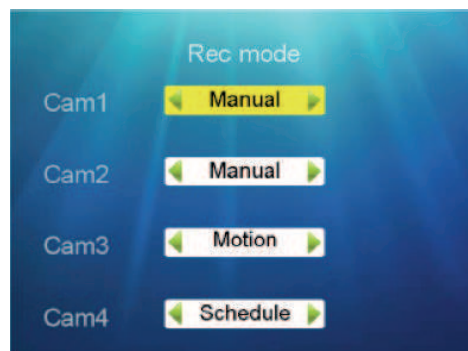 Rec mode
Cam1 Manual
Cam2 Manual
Cam3 Motion
Cam4 Schedule